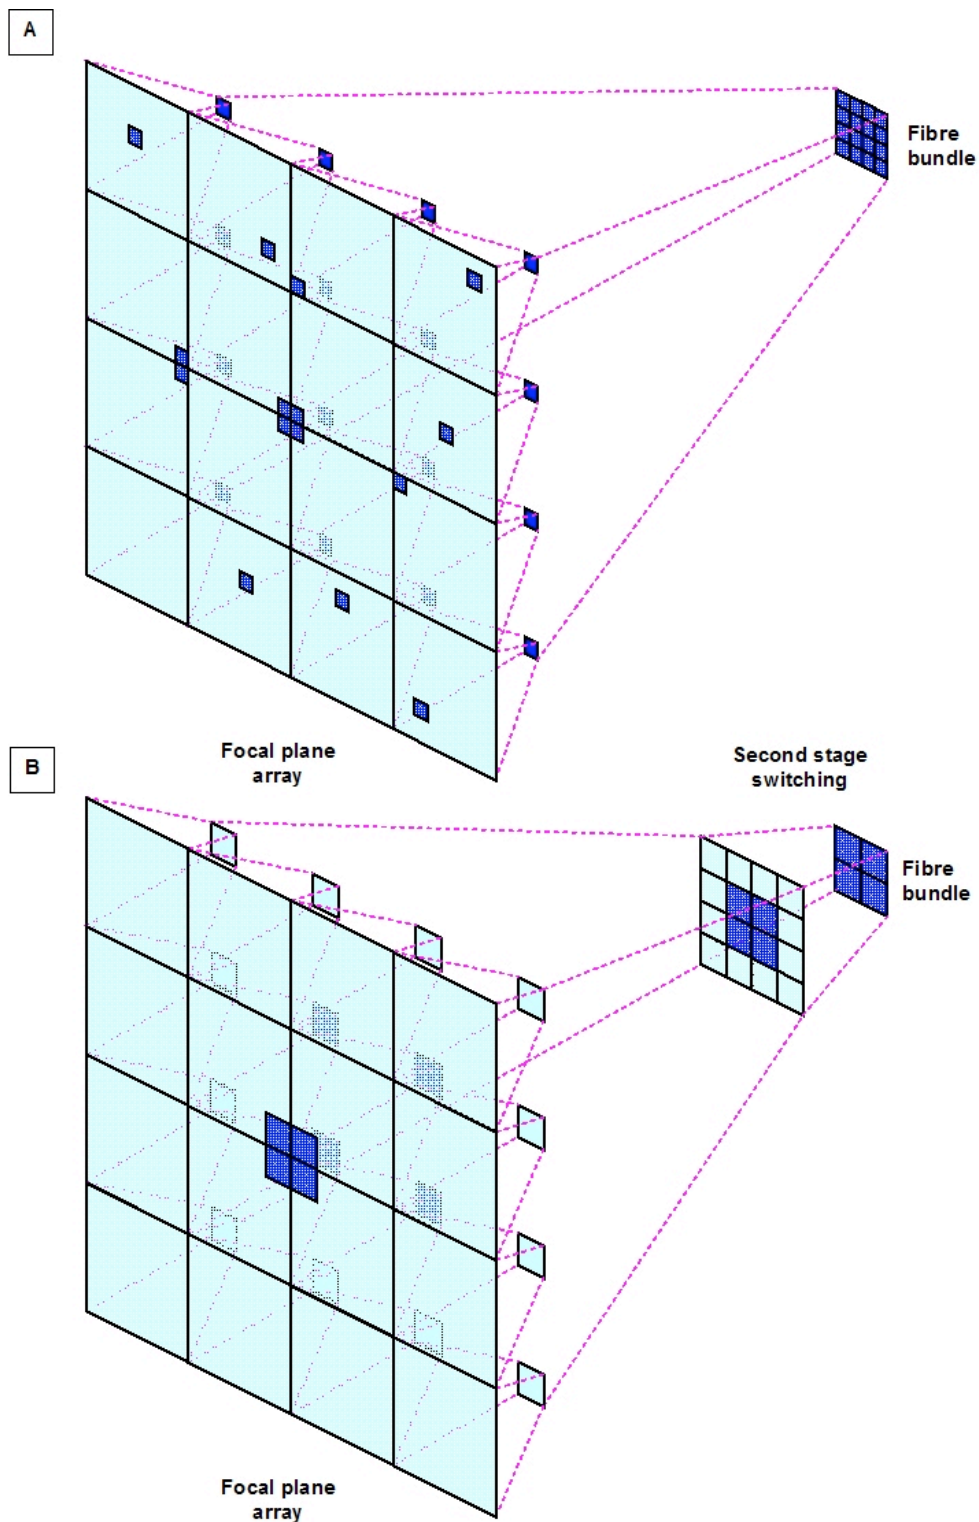 A
Fibre
bundle
Focal plane
array
Second stage
switching
B
Fibre
bundle
Focal plane
array